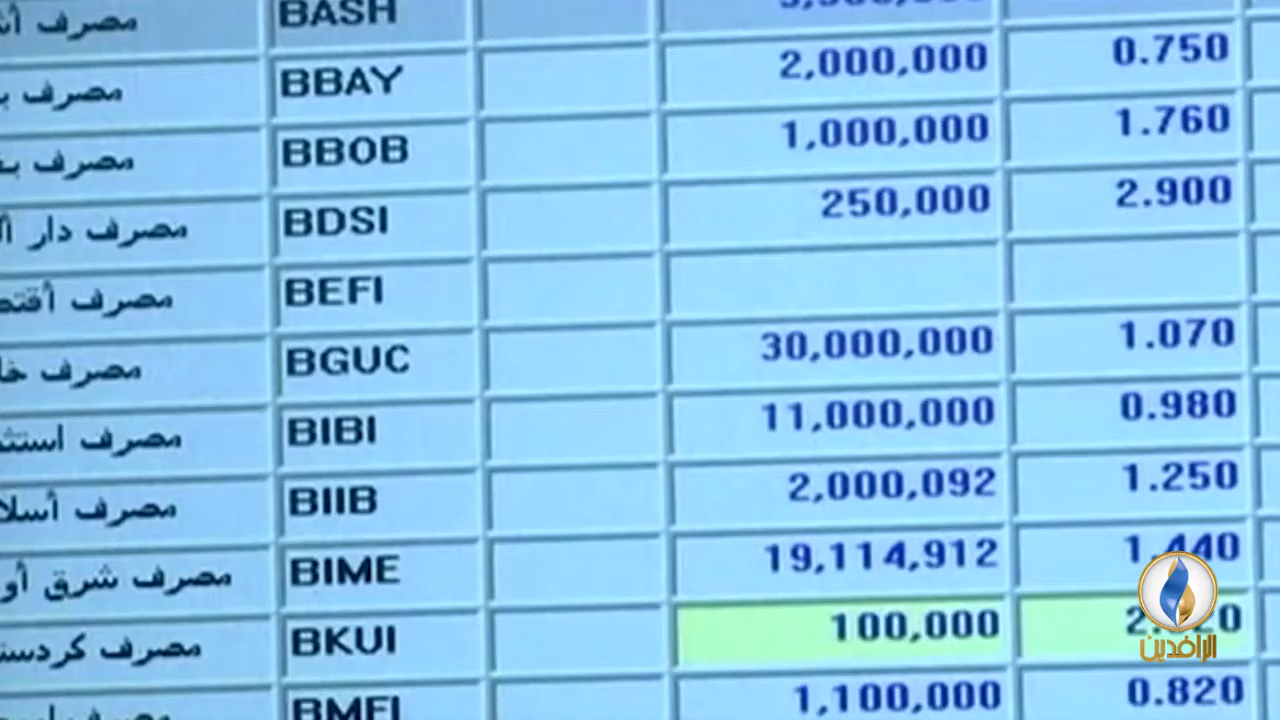 مصرف BASH
مصرف BBAY 2,000,000 0.750
مصرف BBOB 1,000,000 1.760
مصرف دار BDSI 250,000 2.900
مصرف BEFI
مصرف BGUC 30,000,000 1.070
مصرف BIBI 11,000,000 0.980
مصرف BIIB 2,000,092 1.250
مصرف شرق BIME 19,114,912 1.440
مصرف BKUI 100,000
1,100,000 0.820
الرافدين